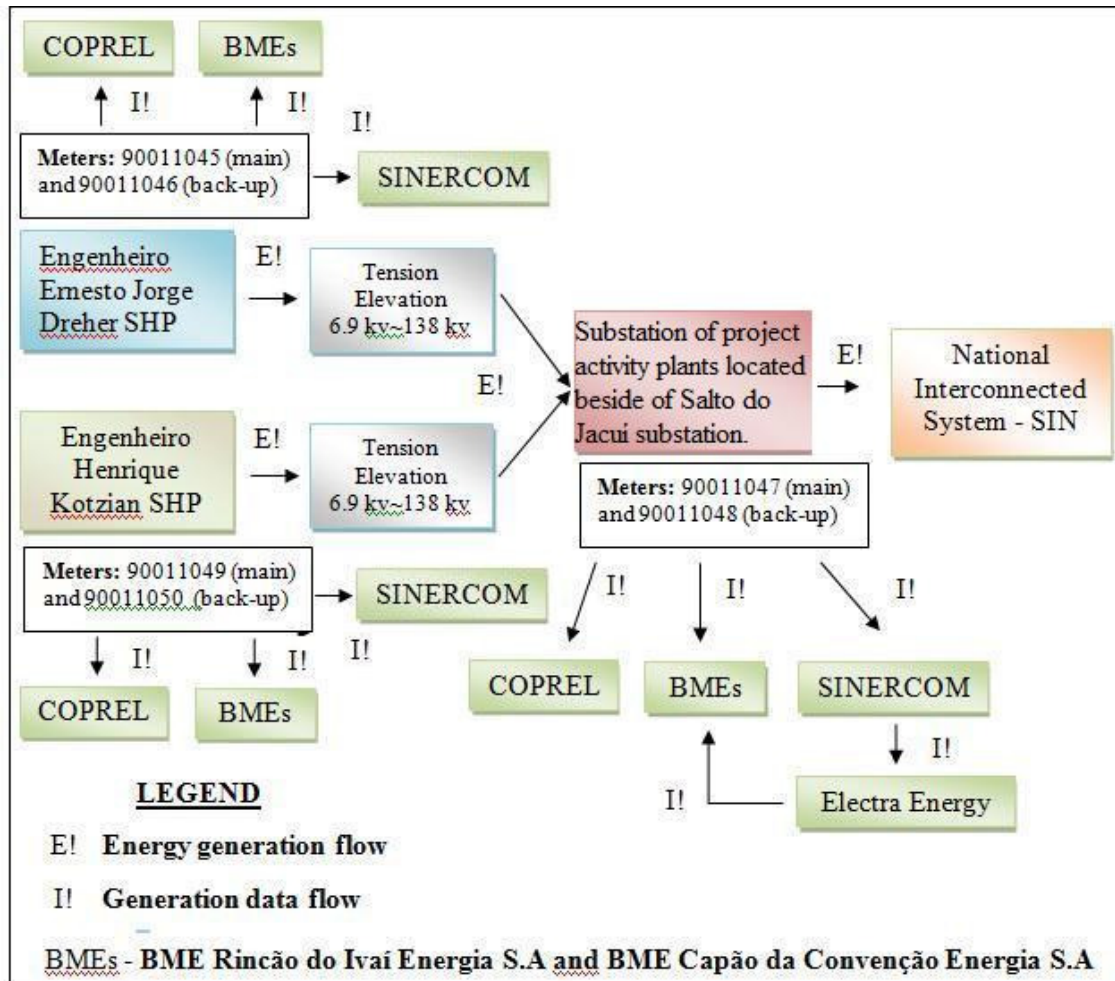 COPREL
BMEs
I!
I!
I!
Meters: 90011045 (main)
and 90011046 (back-up)
SINERCOM
Engenheiro
Ernesto Jorge
Dreher SHP
E!
Tension
Elevation
6.9 kv~138 kv
E!
Substation of project
activity plants located
beside of Salto do
Jacui substation.
E!
National
Interconnected
System - SIN
Engenheiro
Henrique
Kotzian SHP
E!
Tension
Elevation
6.9 kv~138 kv
Meters: 90011047 (main)
and 90011048 (back-up)
Meters: 90011049 (main)
and 90011050 (back-up)
SINERCOM
I!
I!
I!
I!
I!
I!
COPREL
BMEs
COPREL
BMEs
SINERCOM
I!
I!
Electra Energy
LEGEND
E! Energy generation flow
I! Generation data flow
BMEs - BME Rincão do Ivaí Energia S.A and BME Capão da Convenção Energia S.A